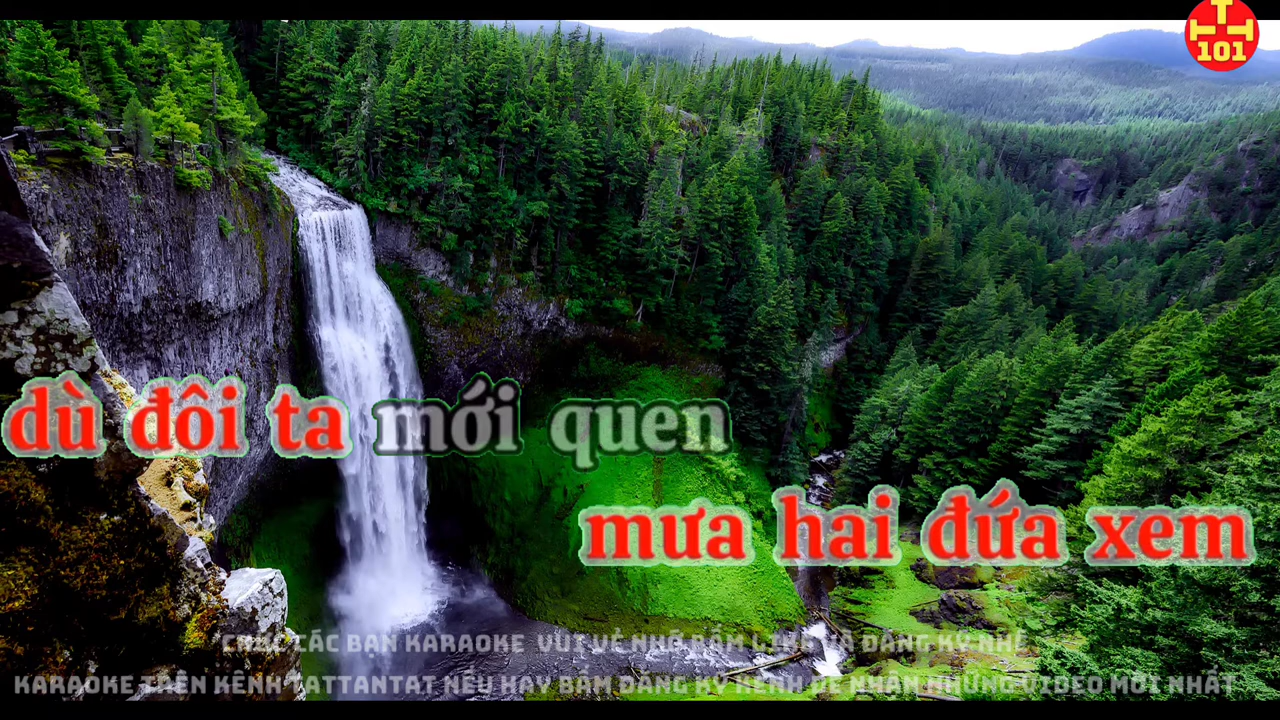 101
dù đôi ta mới quen
mưa hai đứa xem
CHÚC CÁC BẠN KARAOKE VUI VẺ NHỚ BẤM LIKE VÀ ĐĂNG KÝ NHÉ
KARAOKE TRÊN KÊNH TATTANTAT NẾU HAY BẤM ĐĂNG KÝ KÊNH ĐỂ NHẬN NHỮNG VIDEO MỚI NHẤT